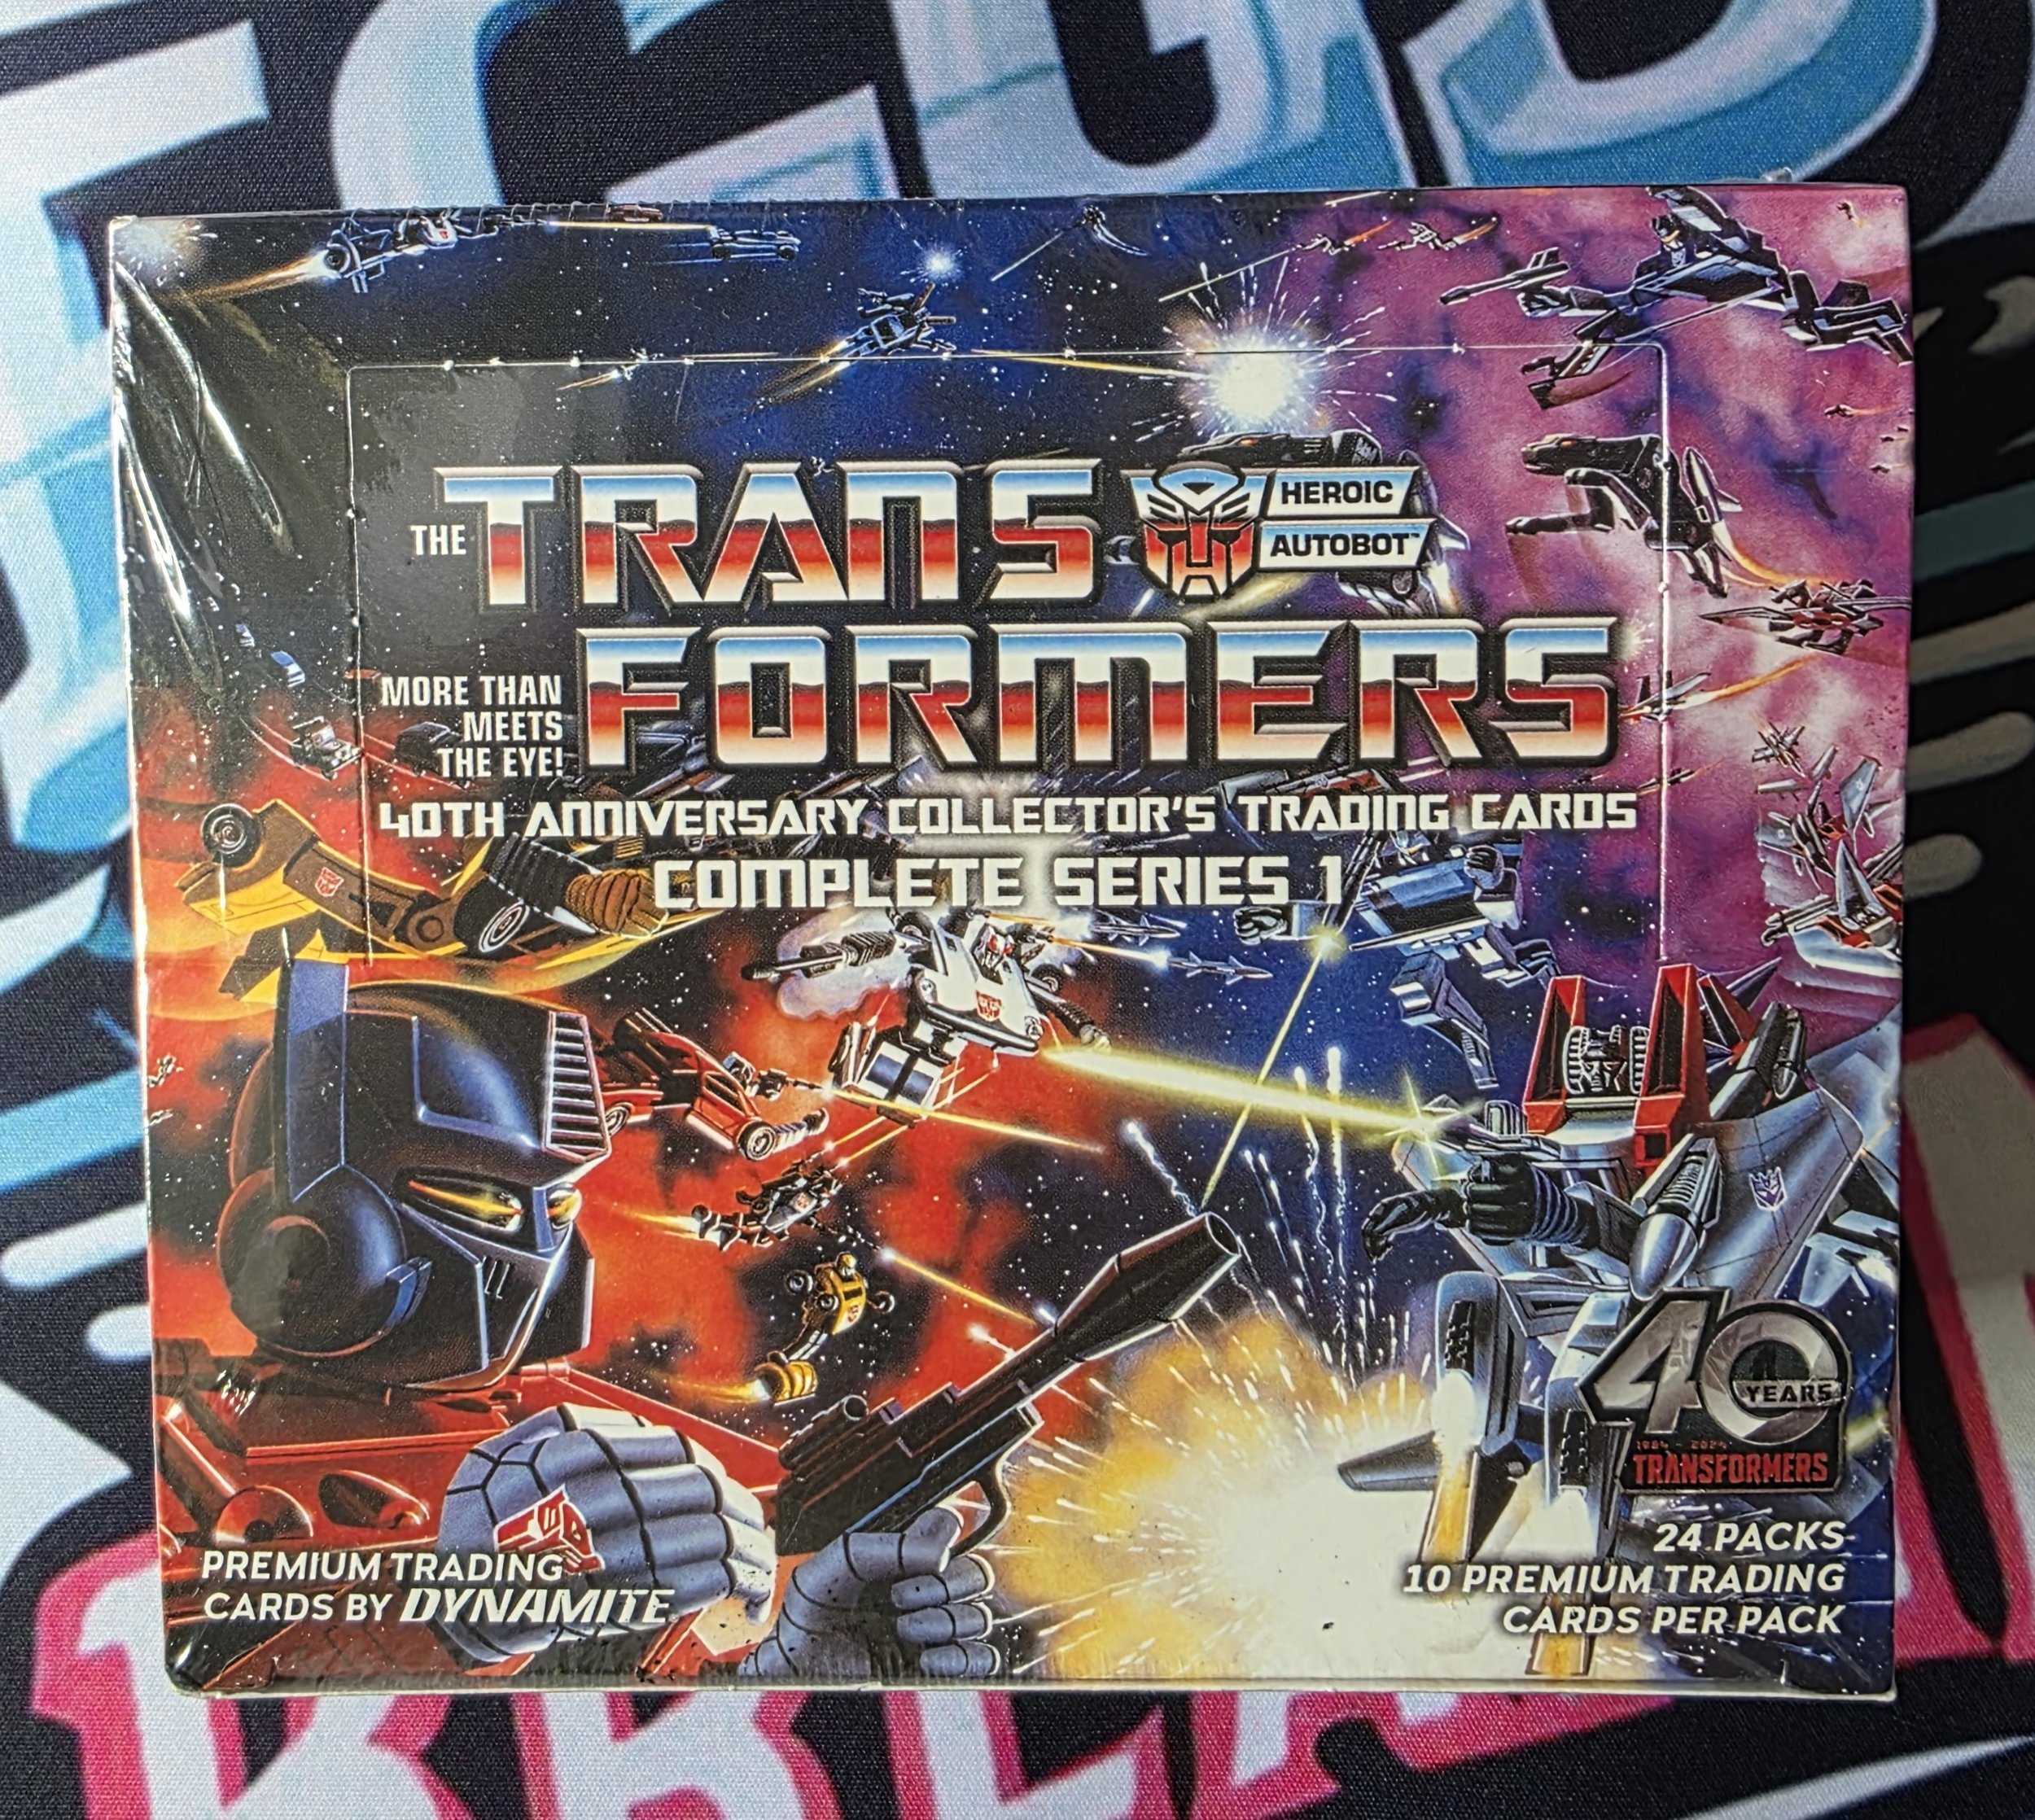 THE TRANS HEROIC
AUTOBOT™
MORE THAN
MEETS
THE EYE!
FORMERS
40TH ANNIVERSARY COLLECTOR'S TRADING CARDS
COMPLETE SERIES 1
40
YEARS
1984 - 2024
TRANSFORMERS
PREMIUM TRADING
CARDS BY DYNAMITE
24 PACKS
10 PREMIUM TRADING
CARDS PER PACK